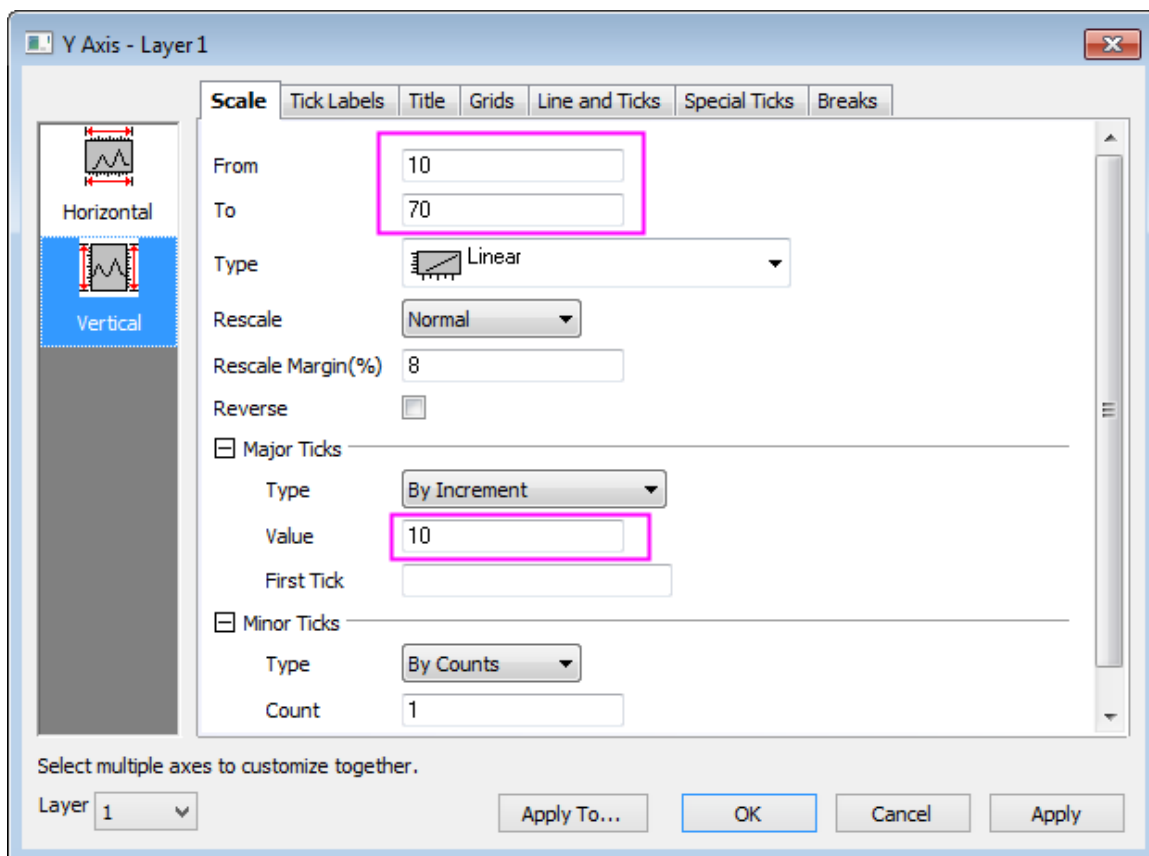 Y Axis - Layer 1
Scale Tick Labels Title Grids Line and Ticks Special Ticks Breaks
Horizontal
Vertical
From 10
To 70
Type Linear
Rescale Normal
Rescale Margin(%) 8
Reverse
Major Ticks
Type By Increment
Value 10
First Tick
Minor Ticks
Type By Counts
Count 1
Select multiple axes to customize together.
Layer 1 Apply To... OK Cancel Apply